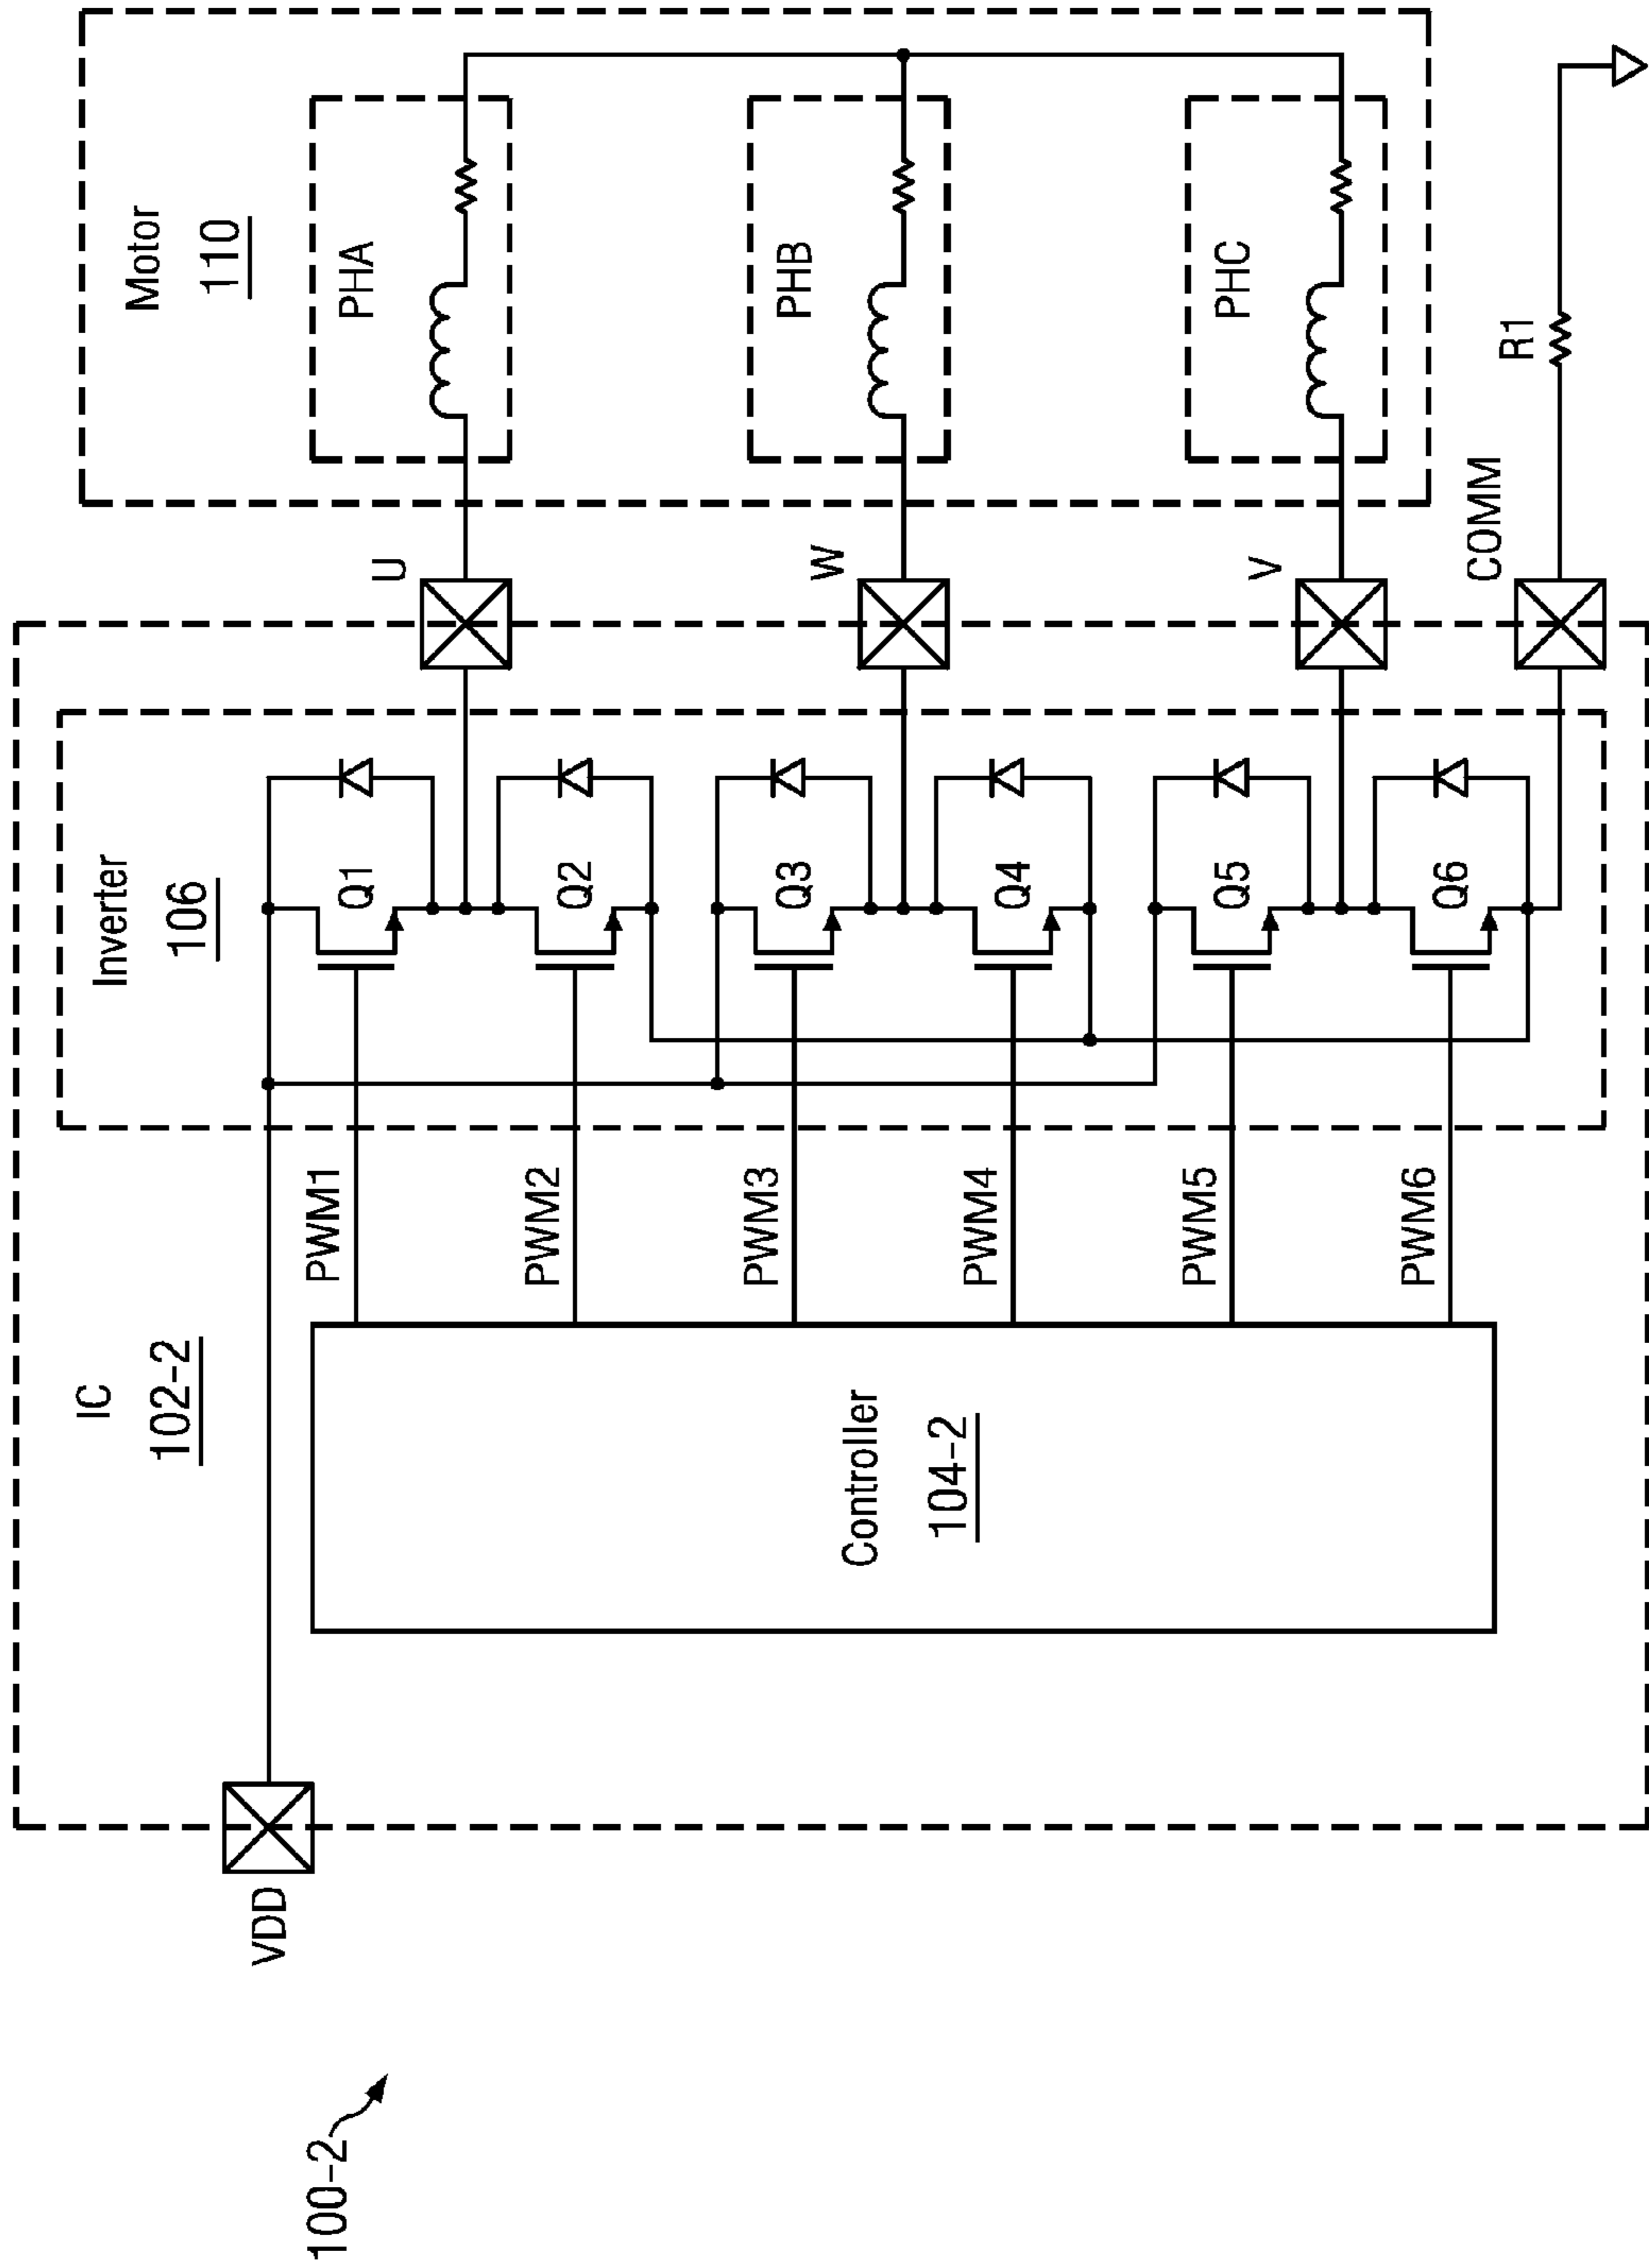 100-2
VDD
IC
102-2
Controller
104-2
PWM1
PWM2
PWM3
PWM4
PWM5
PWM6
Inverter
106
Q1
Q2
Q3
Q4
Q5
Q6
U
W
V
COMM
Motor
110
PHA
PHB
PHC
R1